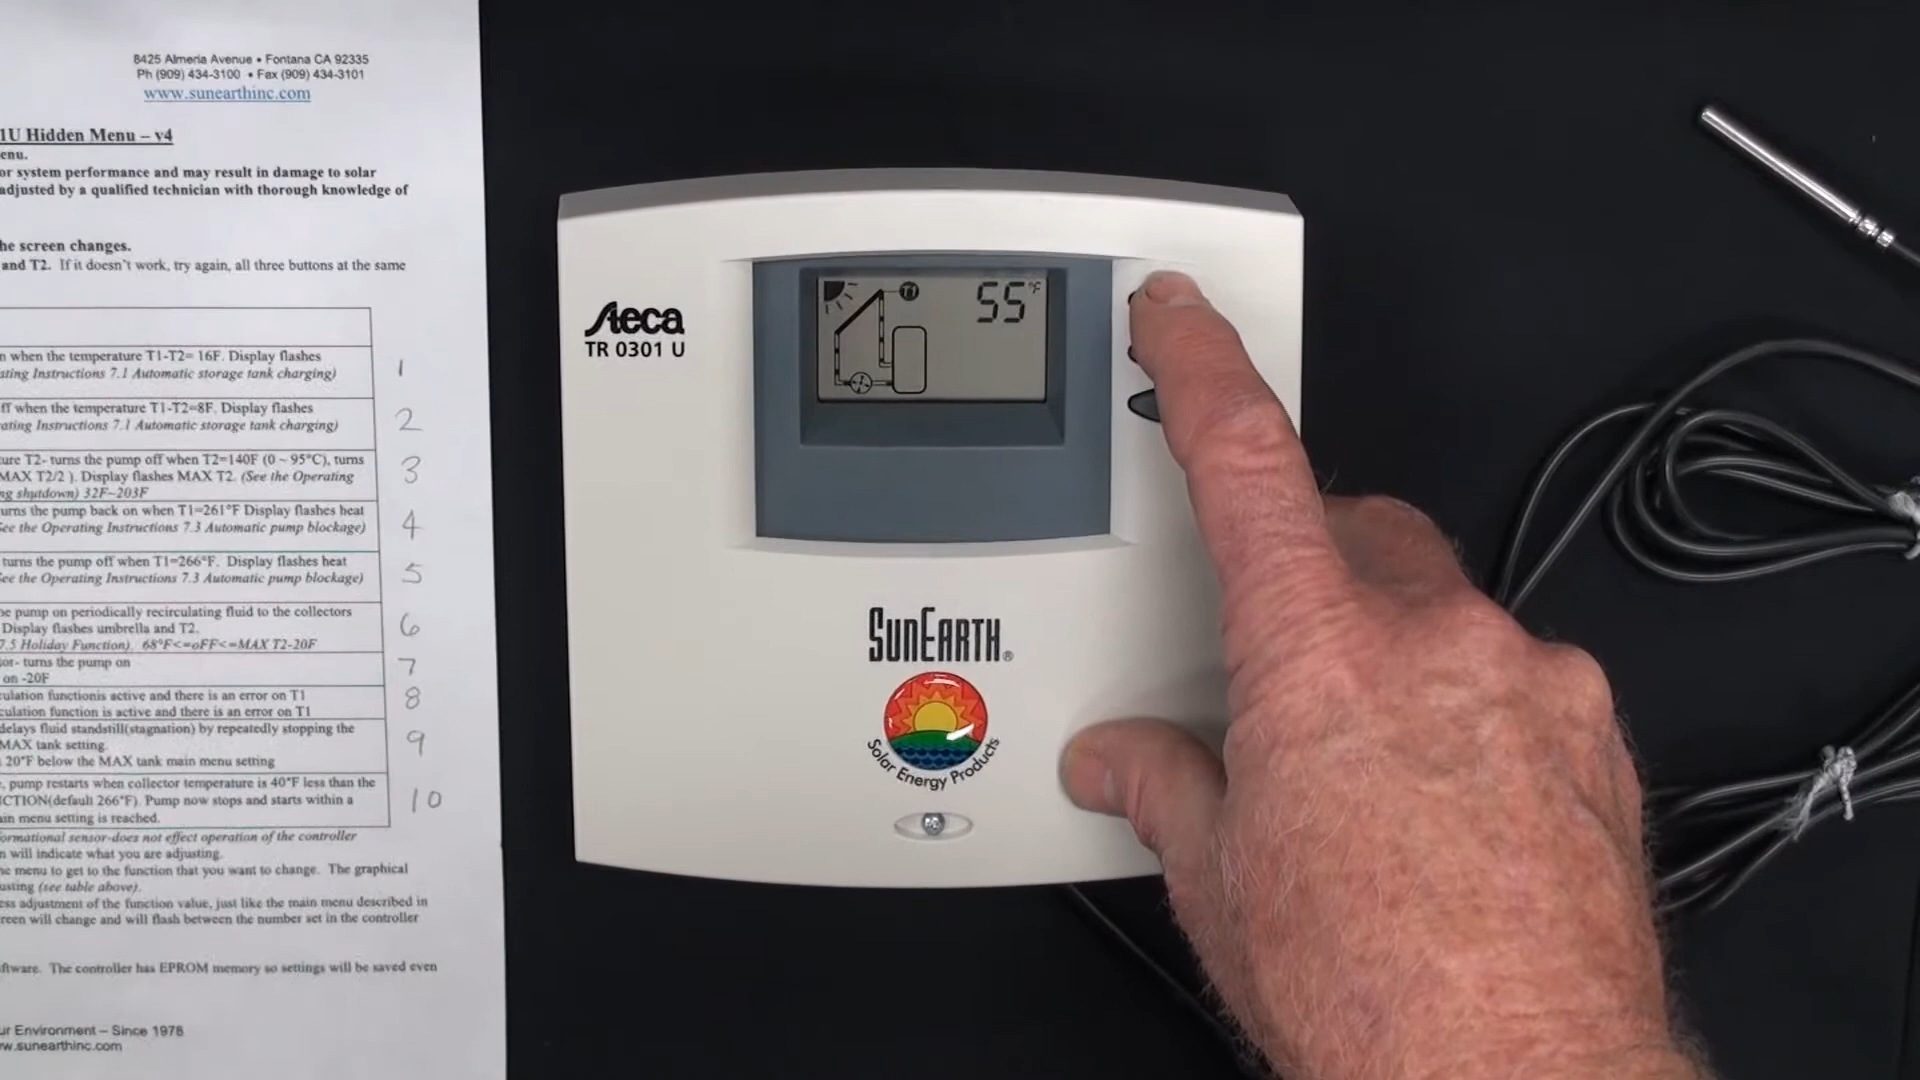 8425 Almeria Avenue • Fontana CA 92335
Ph (909) 434-3100 • Fax (909) 434-3101
www.sunearthinc.com
1U Hidden Menu – v4
enu.
or system performance and may result in damage to solar
adjusted by a qualified technician with thorough knowledge of
he screen changes.
and T2. If it doesn't work, try again, all three buttons at the same
n when the temperature T1-T2= 16F. Display flashes
ating Instructions 7.1 Automatic storage tank charging)
1
ff when the temperature T1-T2=8F. Display flashes
ating Instructions 7.1 Automatic storage tank charging)
2
ure T2- turns the pump off when T2=140F (0 ~ 95°C), turns
MAX T2/2 ). Display flashes MAX T2. (See the Operating
ng shutdown) 32F~203F
3
urns the pump back on when T1=261°F Display flashes heat
ee the Operating Instructions 7.3 Automatic pump blockage)
4
turns the pump off when T1=266°F. Display flashes heat
ee the Operating Instructions 7.3 Automatic pump blockage)
5
he pump on periodically recirculating fluid to the collectors
Display flashes umbrella and T2.
7.5 Holiday Function). 68°F<=oFF<=MAX T2-20F
6
or- turns the pump on
on -20F
7
culation functionis active and there is an error on T1
culation function is active and there is an error on T1
8
delays fluid standstill(stagnation) by repeatedly stopping the
MAX tank setting.
20°F below the MAX tank main menu setting
9
, pump restarts when collector temperature is 40°F less than the
CTION(default 266°F). Pump now stops and starts within a
in menu setting is reached.
10
formational sensor-does not effect operation of the controller
n will indicate what you are adjusting.
he menu to get to the function that you want to change. The graphical
usting (see table above).
ess adjustment of the function value, just like the main menu described in
reen will change and will flash between the number set in the controller
ftware. The controller has EPROM memory so settings will be saved even
ur Environment – Since 1978
w.sunearthinc.com
Steca
TR 0301 U
T1
55 °F
SUNEARTH®
Solar Energy Products